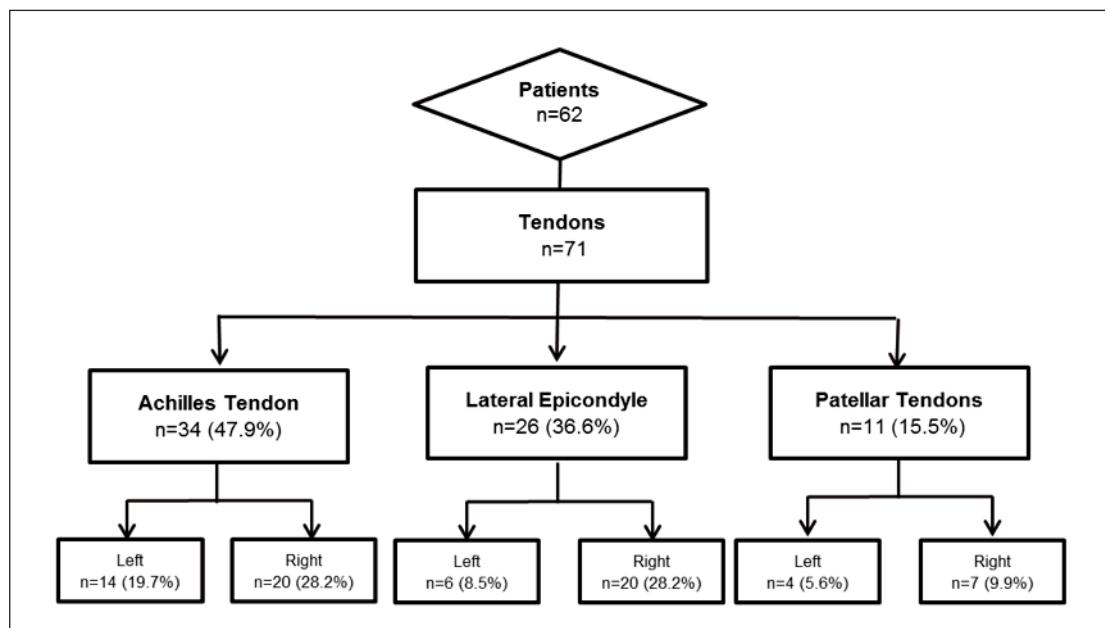 Patients
n=62
Tendons
n=71
Achilles Tendon
n=34 (47.9%)
Lateral Epicondyle
n=26 (36.6%)
Patellar Tendons
n=11 (15.5%)
Left
n=14 (19.7%)
Right
n=20 (28.2%)
Left
n=6 (8.5%)
Right
n=20 (28.2%)
Left
n=4 (5.6%)
Right
n=7 (9.9%)